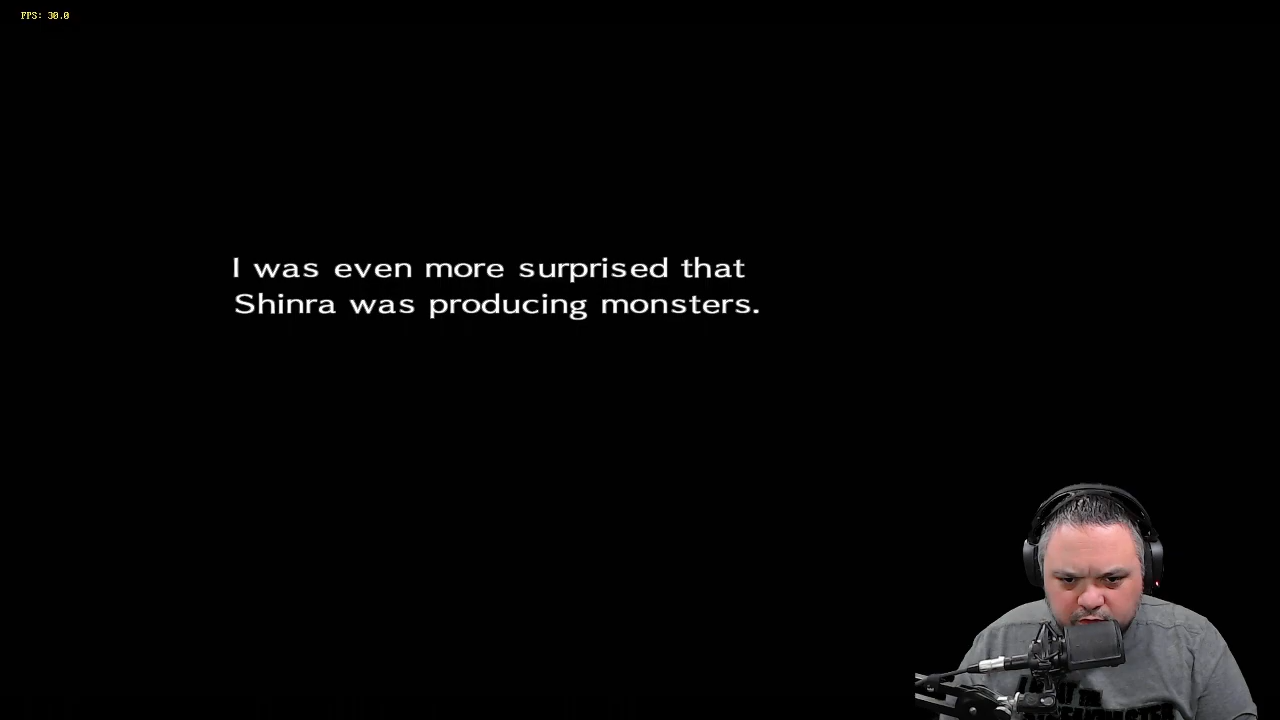 FPS: 30.0
I was even more surprised that
Shinra was producing monsters.